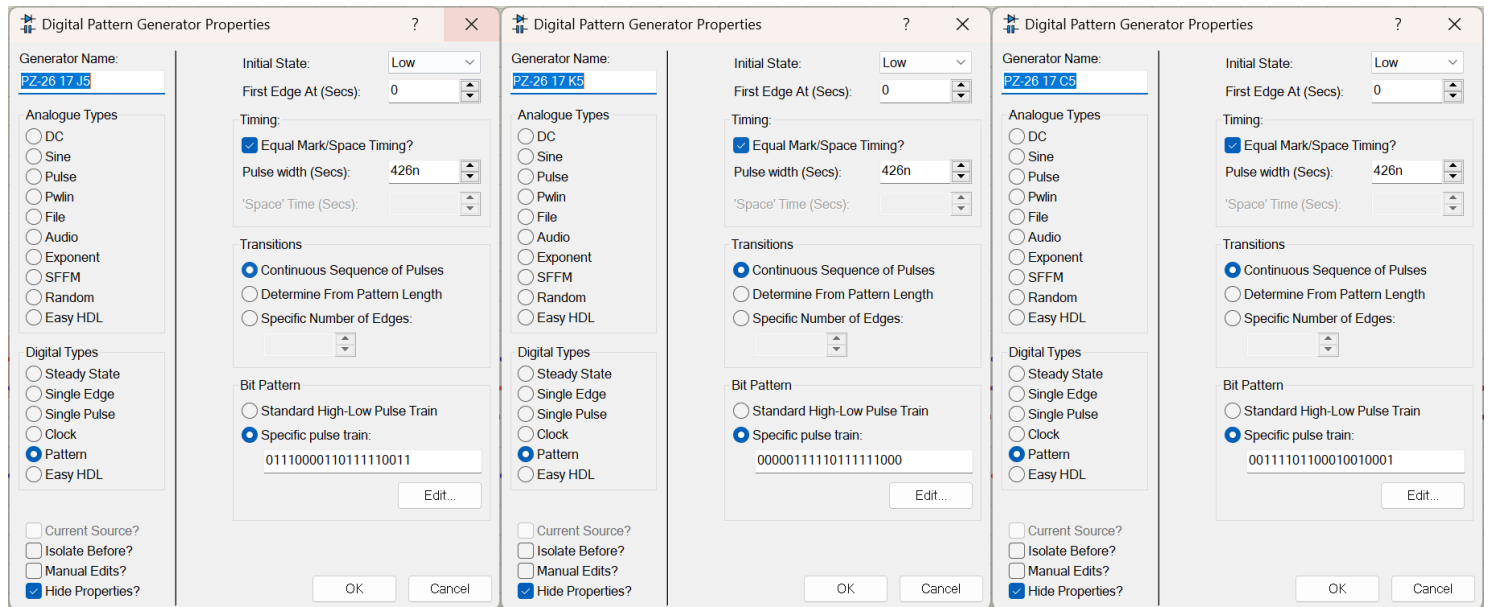 Digital Pattern Generator Properties
?
Generator Name:
PZ-26 17 J5
Analogue Types
DC
Sine
Pulse
Pwlin
File
Audio
Exponent
SFFM
Random
Easy HDL
Digital Types
Steady State
Single Edge
Single Pulse
Clock
Pattern
Easy HDL
Current Source?
Isolate Before?
Manual Edits?
Hide Properties?
Initial State: Low
First Edge At (Secs): 0
Timing:
Equal Mark/Space Timing?
Pulse width (Secs): 426n
'Space' Time (Secs):
Transitions
Continuous Sequence of Pulses
Determine From Pattern Length
Specific Number of Edges:
Bit Pattern
Standard High-Low Pulse Train
Specific pulse train:
01110000110111110011
Edit...
OK Cancel
Digital Pattern Generator Properties
?
Generator Name:
PZ-26 17 K5
Analogue Types
DC
Sine
Pulse
Pwlin
File
Audio
Exponent
SFFM
Random
Easy HDL
Digital Types
Steady State
Single Edge
Single Pulse
Clock
Pattern
Easy HDL
Current Source?
Isolate Before?
Manual Edits?
Hide Properties?
Initial State: Low
First Edge At (Secs): 0
Timing:
Equal Mark/Space Timing?
Pulse width (Secs): 426n
'Space' Time (Secs):
Transitions
Continuous Sequence of Pulses
Determine From Pattern Length
Specific Number of Edges:
Bit Pattern
Standard High-Low Pulse Train
Specific pulse train:
00000111110111111000
Edit...
OK Cancel
Digital Pattern Generator Properties
?
Generator Name:
PZ-26 17 C5
Analogue Types
DC
Sine
Pulse
Pwlin
File
Audio
Exponent
SFFM
Random
Easy HDL
Digital Types
Steady State
Single Edge
Single Pulse
Clock
Pattern
Easy HDL
Current Source?
Isolate Before?
Manual Edits?
Hide Properties?
Initial State: Low
First Edge At (Secs): 0
Timing:
Equal Mark/Space Timing?
Pulse width (Secs): 426n
'Space' Time (Secs):
Transitions
Continuous Sequence of Pulses
Determine From Pattern Length
Specific Number of Edges:
Bit Pattern
Standard High-Low Pulse Train
Specific pulse train:
00111101100010010001
Edit...
OK Cancel